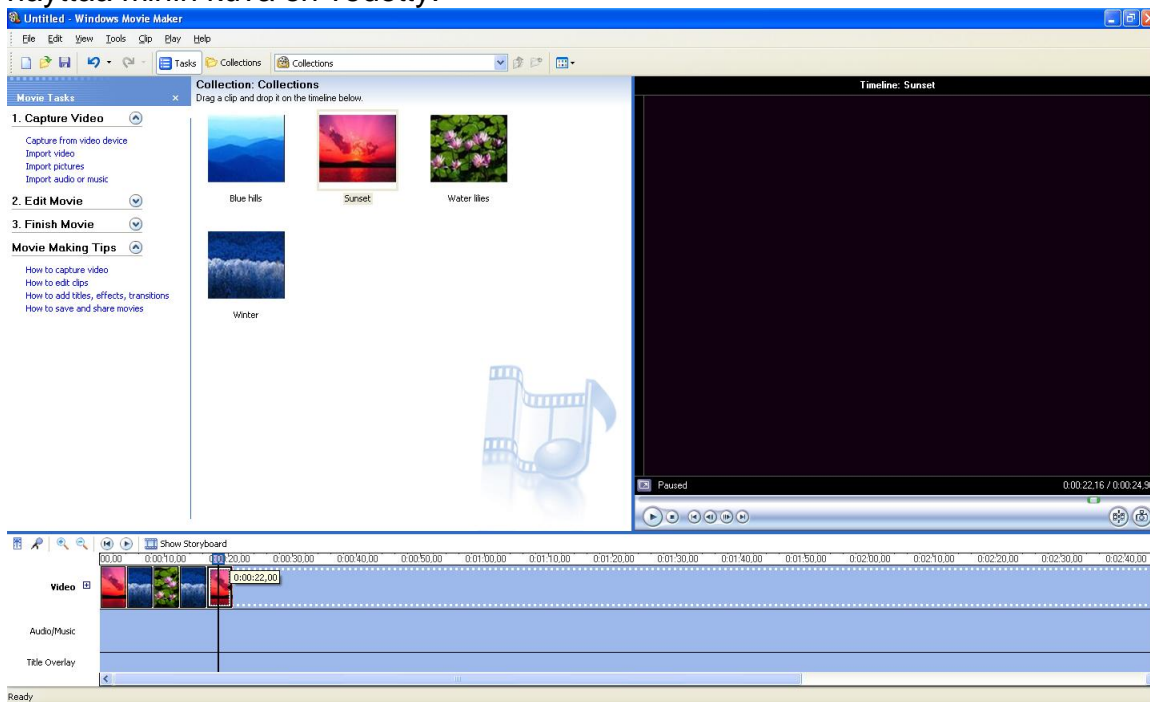 näyttää mihin kuva on vedetty.
Untitled - Windows Movie Maker
File Edit View Tools Clip Play Help
Tasks Collections Collections
Movie Tasks
1. Capture Video
Capture from video device
Import video
Import pictures
Import audio or music
2. Edit Movie
3. Finish Movie
Movie Making Tips
How to capture video
How to edit clips
How to add titles, effects, transitions
How to save and share movies
Collection: Collections
Drag a clip and drop it on the timeline below.
Blue hills Sunset Water lilies
Winter
Timeline: Sunset
Paused 0:00:22,16 / 0:00:24,9
Show Storyboard
00,00 0:00:10,00 20,00 0:00:30,00 0:00:40,00 0:00:50,00 0:01:00,00 0:01:10,00 0:01:20,00 0:01:30,00 0:01:40,00 0:01:50,00 0:02:00,00 0:02:10,00 0:02:20,00 0:02:30,00 0:02:40,00
0:00:22,00
Video
Audio/Music
Title Overlay
Ready